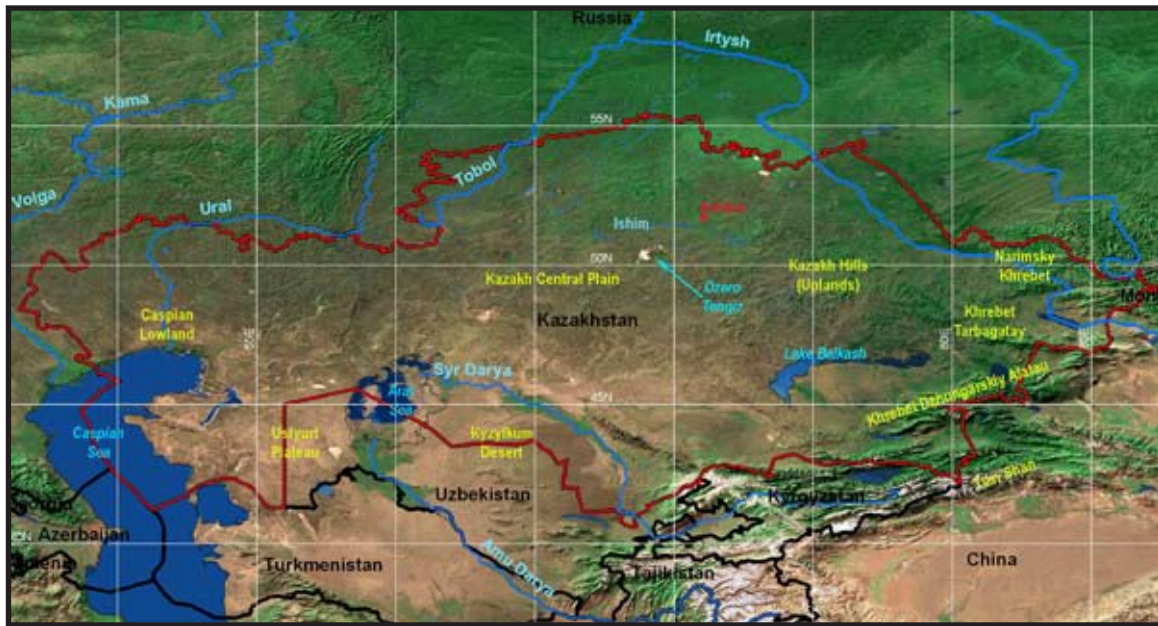 Russia
Irtysh
Kama
55N
Tobol
Volga
Ural
Ishim
50N
Kazakh Central Plain
Kazakh Hills
(Uplands)
Narimsky
Khrebet
Ozero
Tengiz
Caspian
Lowland
Kazakhstan
Khrebet
Tarbagatay
Lake Balkash
Syr Darya
Aral
Sea
45N
Khrebet Dzhungarskiy Alatau
Caspian
Sea
Ustyurt
Plateau
Kyzylkum
Desert
Uzbekistan
Kyrgyzstan
Tien Shan
Azerbaijan
Turkmenistan
Amu-Darya
Tajikistan
China